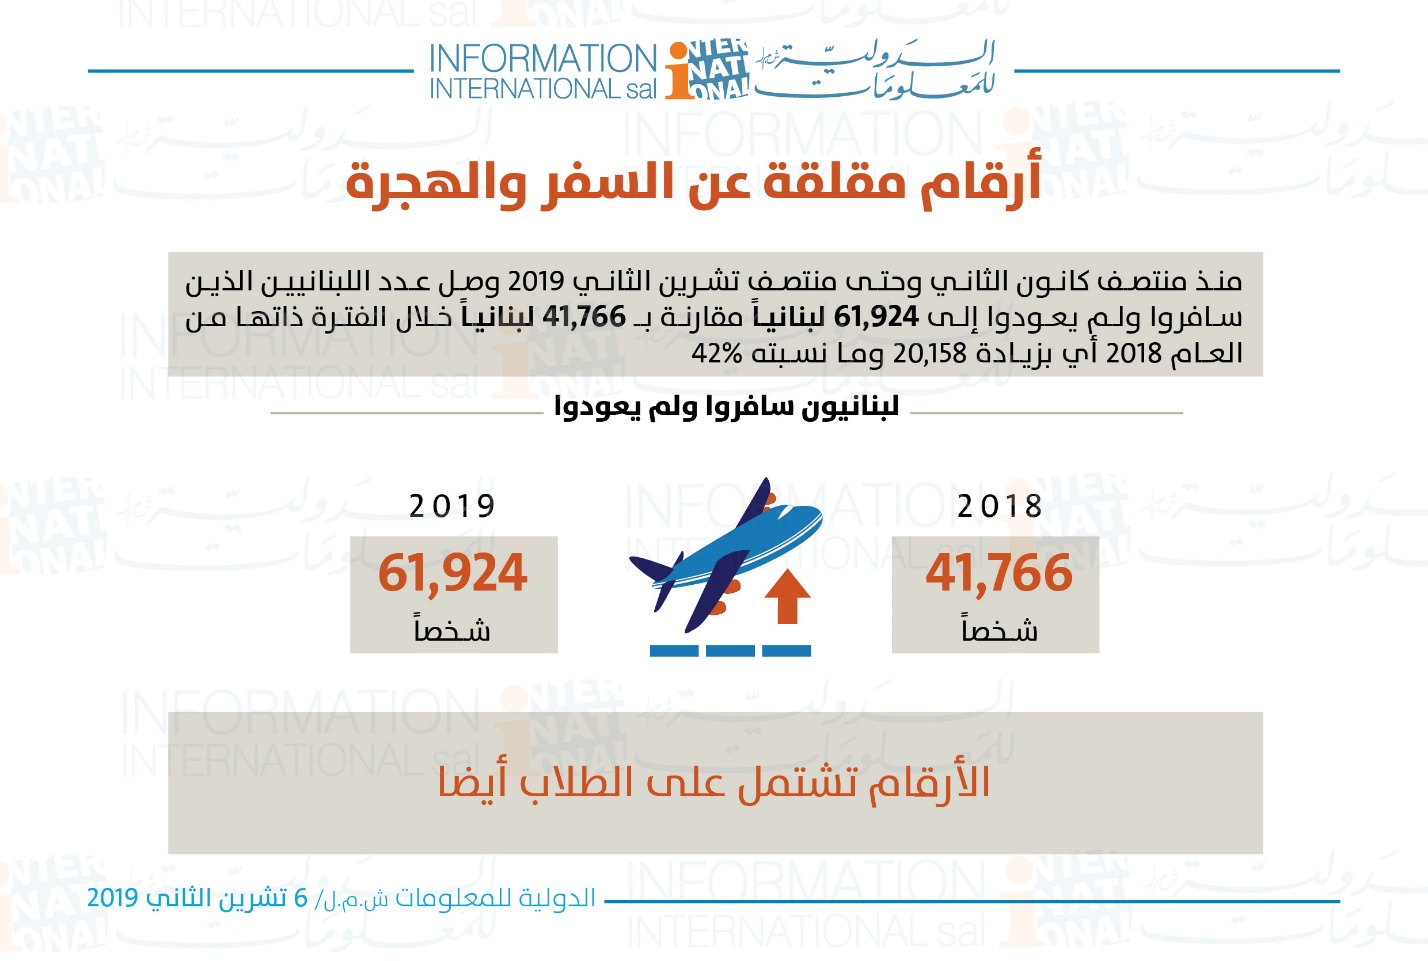 INFORMATION
INTERNATIONAL sal
INTER
NATI
ONAL
الدولية
للمعلومات
ش.م.ل
أرقام مقلقة عن السفر والهجرة
منذ منتصف كانون الثاني وحتى منتصف تشرين الثاني 2019 وصل عدد اللبنانيين الذين
سافروا ولم يعودوا إلى 61,924 لبنانياً مقارنة بـ 41,766 لبنانياً خلال الفترة ذاتها من
العام 2018 أي بزيادة 20,158 وما نسبته 42%
لبنانيون سافروا ولم يعودوا
2018
41,766
شخصاً
2019
61,924
شخصاً
الأرقام تشتمل على الطلاب أيضا
الدولية للمعلومات ش.م.ل/ 6 تشرين الثاني 2019